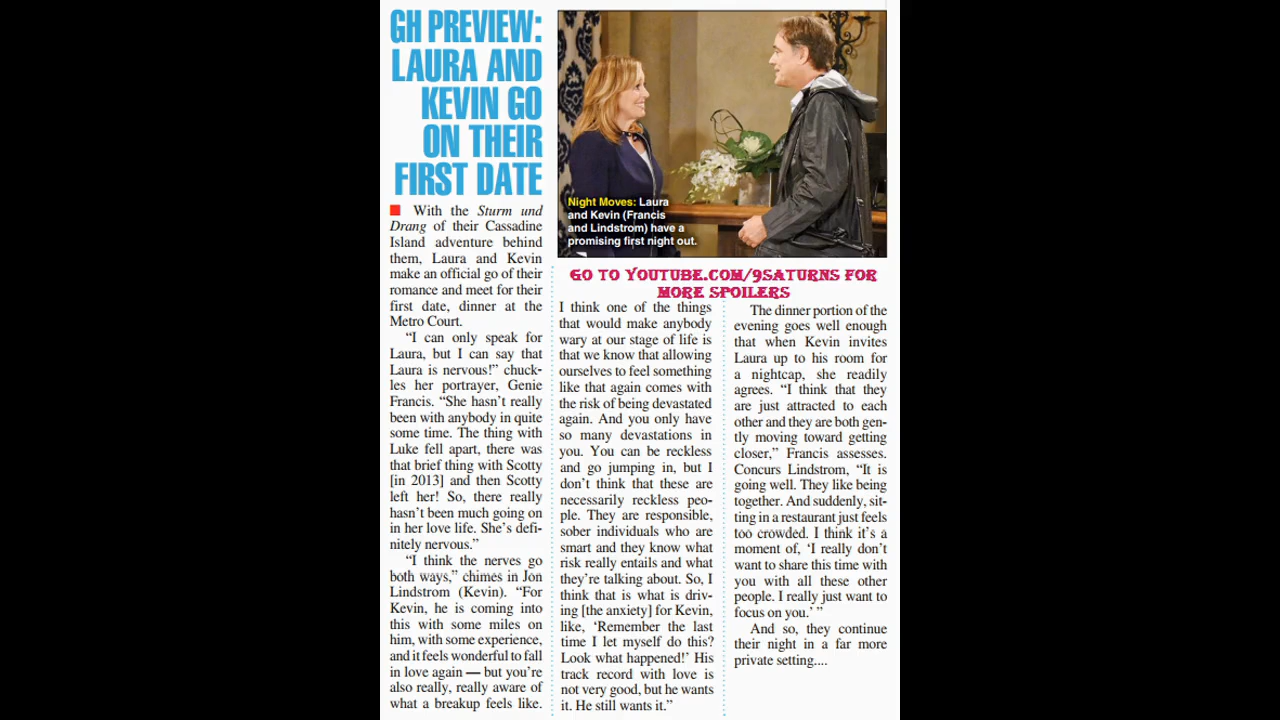 GH PREVIEW:
LAURA AND
KEVIN GO
ON THEIR
FIRST DATE
With the Sturm und
Drang of their Cassadine
Island adventure behind
them, Laura and Kevin
make an official go of their
romance and meet for their
first date, dinner at the
Metro Court.
“I can only speak for
Laura, but I can say that
Laura is nervous!” chuck-
les her portrayer, Genie
Francis. “She hasn’t really
been with anybody in quite
some time. The thing with
Luke fell apart, there was
that brief thing with Scotty
[in 2013] and then Scotty
left her! So, there really
hasn’t been much going on
in her love life. She’s defi-
nitely nervous.”
“I think the nerves go
both ways,” chimes in Jon
Lindstrom (Kevin). “For
Kevin, he is coming into
this with some miles on
him, with some experience,
and it feels wonderful to fall
in love again — but you’re
also really, really aware of
what a breakup feels like.
Night Moves: Laura
and Kevin (Francis
and Lindstrom) have a
promising first night out.
GO TO YOUTUBE.COM/9SATURNS FOR
MORE SPOILERS
I think one of the things
that would make anybody
wary at our stage of life is
that we know that allowing
ourselves to feel something
like that again comes with
the risk of being devastated
again. And you only have
so many devastations in
you. You can be reckless
and go jumping in, but I
don’t think that these are
necessarily reckless peo-
ple. They are responsible,
sober individuals who are
smart and they know what
risk really entails and what
they’re talking about. So, I
think that is what is driv-
ing [the anxiety] for Kevin,
like, ‘Remember the last
time I let myself do this?
Look what happened!’ His
track record with love is
not very good, but he wants
it. He still wants it.”
The dinner portion of the
evening goes well enough
that when Kevin invites
Laura up to his room for
a nightcap, she readily
agrees. “I think that they
are just attracted to each
other and they are both gen-
tly moving toward getting
closer,” Francis assesses.
Concurs Lindstrom, “It is
going well. They like being
together. And suddenly, sit-
ting in a restaurant just feels
too crowded. I think it’s a
moment of, ‘I really don’t
want to share this time with
you with all these other
people. I really just want to
focus on you.’ ”
And so, they continue
their night in a far more
private setting....